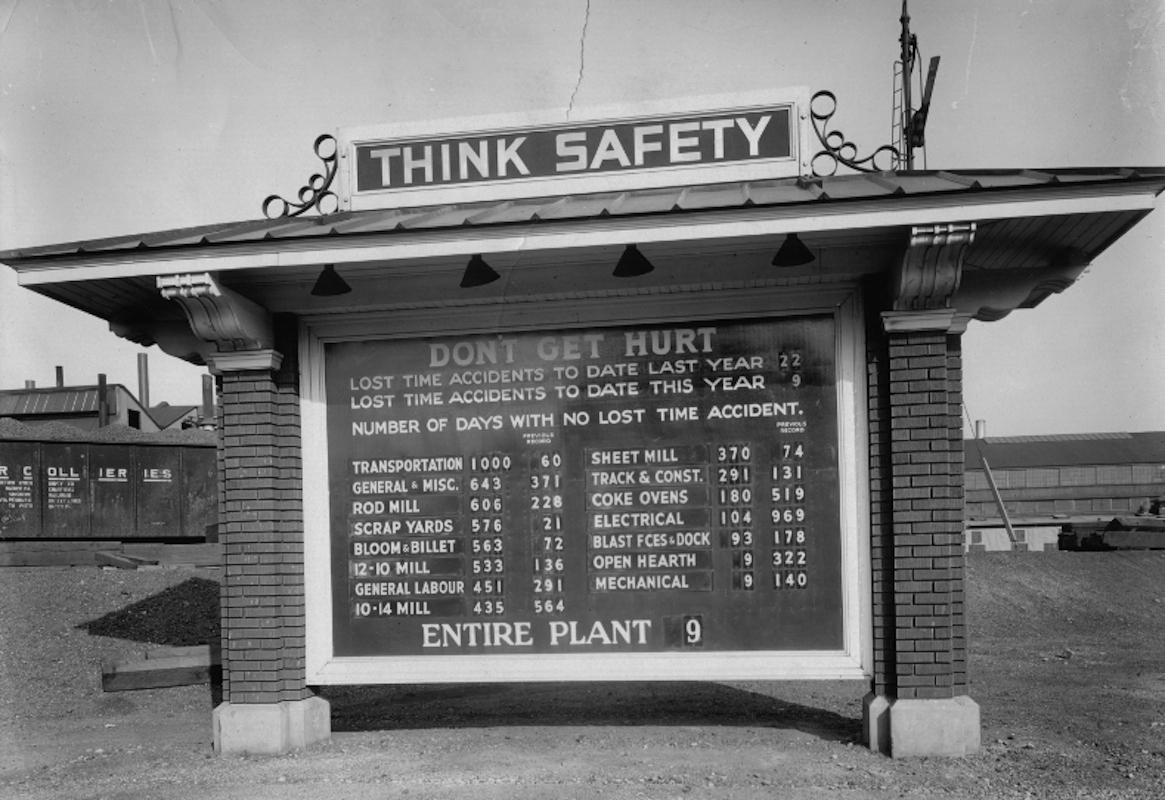 THINK SAFETY
DON'T GET HURT
LOST TIME ACCIDENTS TO DATE LAST YEAR 22
LOST TIME ACCIDENTS TO DATE THIS YEAR 9
NUMBER OF DAYS WITH NO LOST TIME ACCIDENT.
PREVIOUS
RECORD
TRANSPORTATION 1000 60
GENERAL & MISC. 643 371
ROD MILL 606 228
SCRAP YARDS 576 21
BLOOM & BILLET 563 72
12-10 MILL 533 136
GENERAL LABOUR 451 291
10-14 MILL 435 564
PREVIOUS
RECORD
SHEET MILL 370 74
TRACK & CONST. 291 131
COKE OVENS 180 519
ELECTRICAL 104 969
BLAST FCES & DOCK 93 178
OPEN HEARTH 9 322
MECHANICAL 9 140
ENTIRE PLANT 9
R COLLIERIES